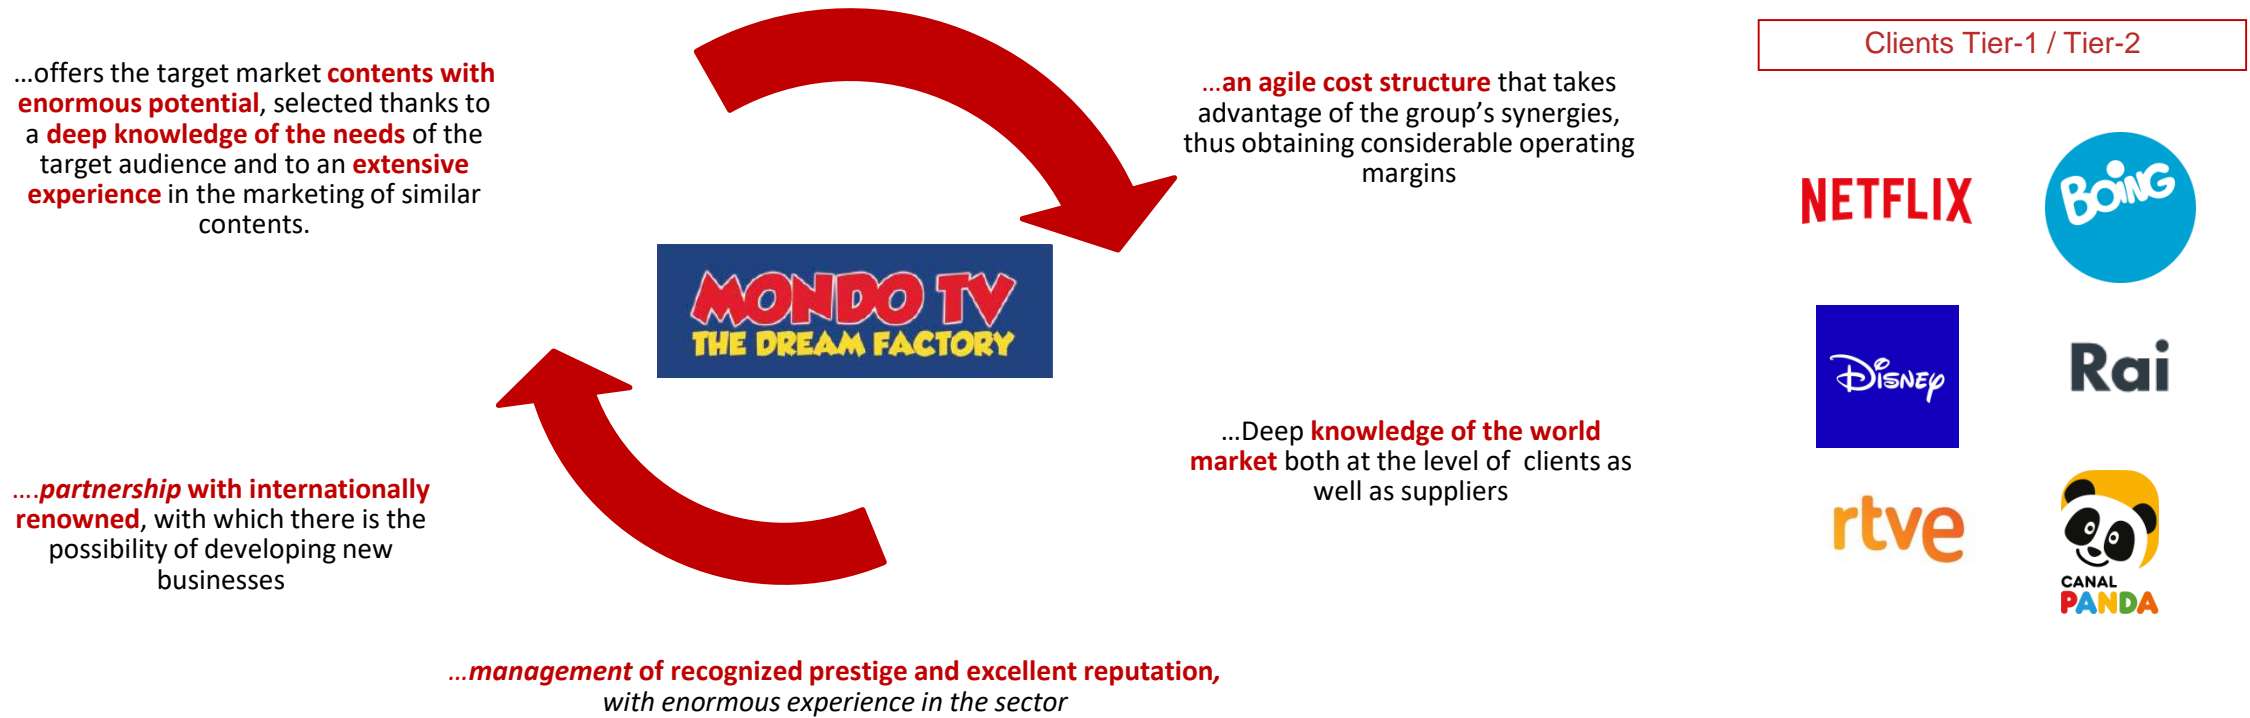 …offers the target market contents with
enormous potential, selected thanks to
a deep knowledge of the needs of the
target audience and to an extensive
experience in the marketing of similar
contents.
…an agile cost structure that takes
advantage of the group’s synergies,
thus obtaining considerable operating
margins
MONDO TV
THE DREAM FACTORY
…Deep knowledge of the world
market both at the level of clients as
well as suppliers
….partnership with internationally
renowned, with which there is the
possibility of developing new
businesses
…management of recognized prestige and excellent reputation,
with enormous experience in the sector
Clients Tier-1 / Tier-2
NETFLIX
BOiNG
DISNEY
Rai
rtve
CANAL
PANDA